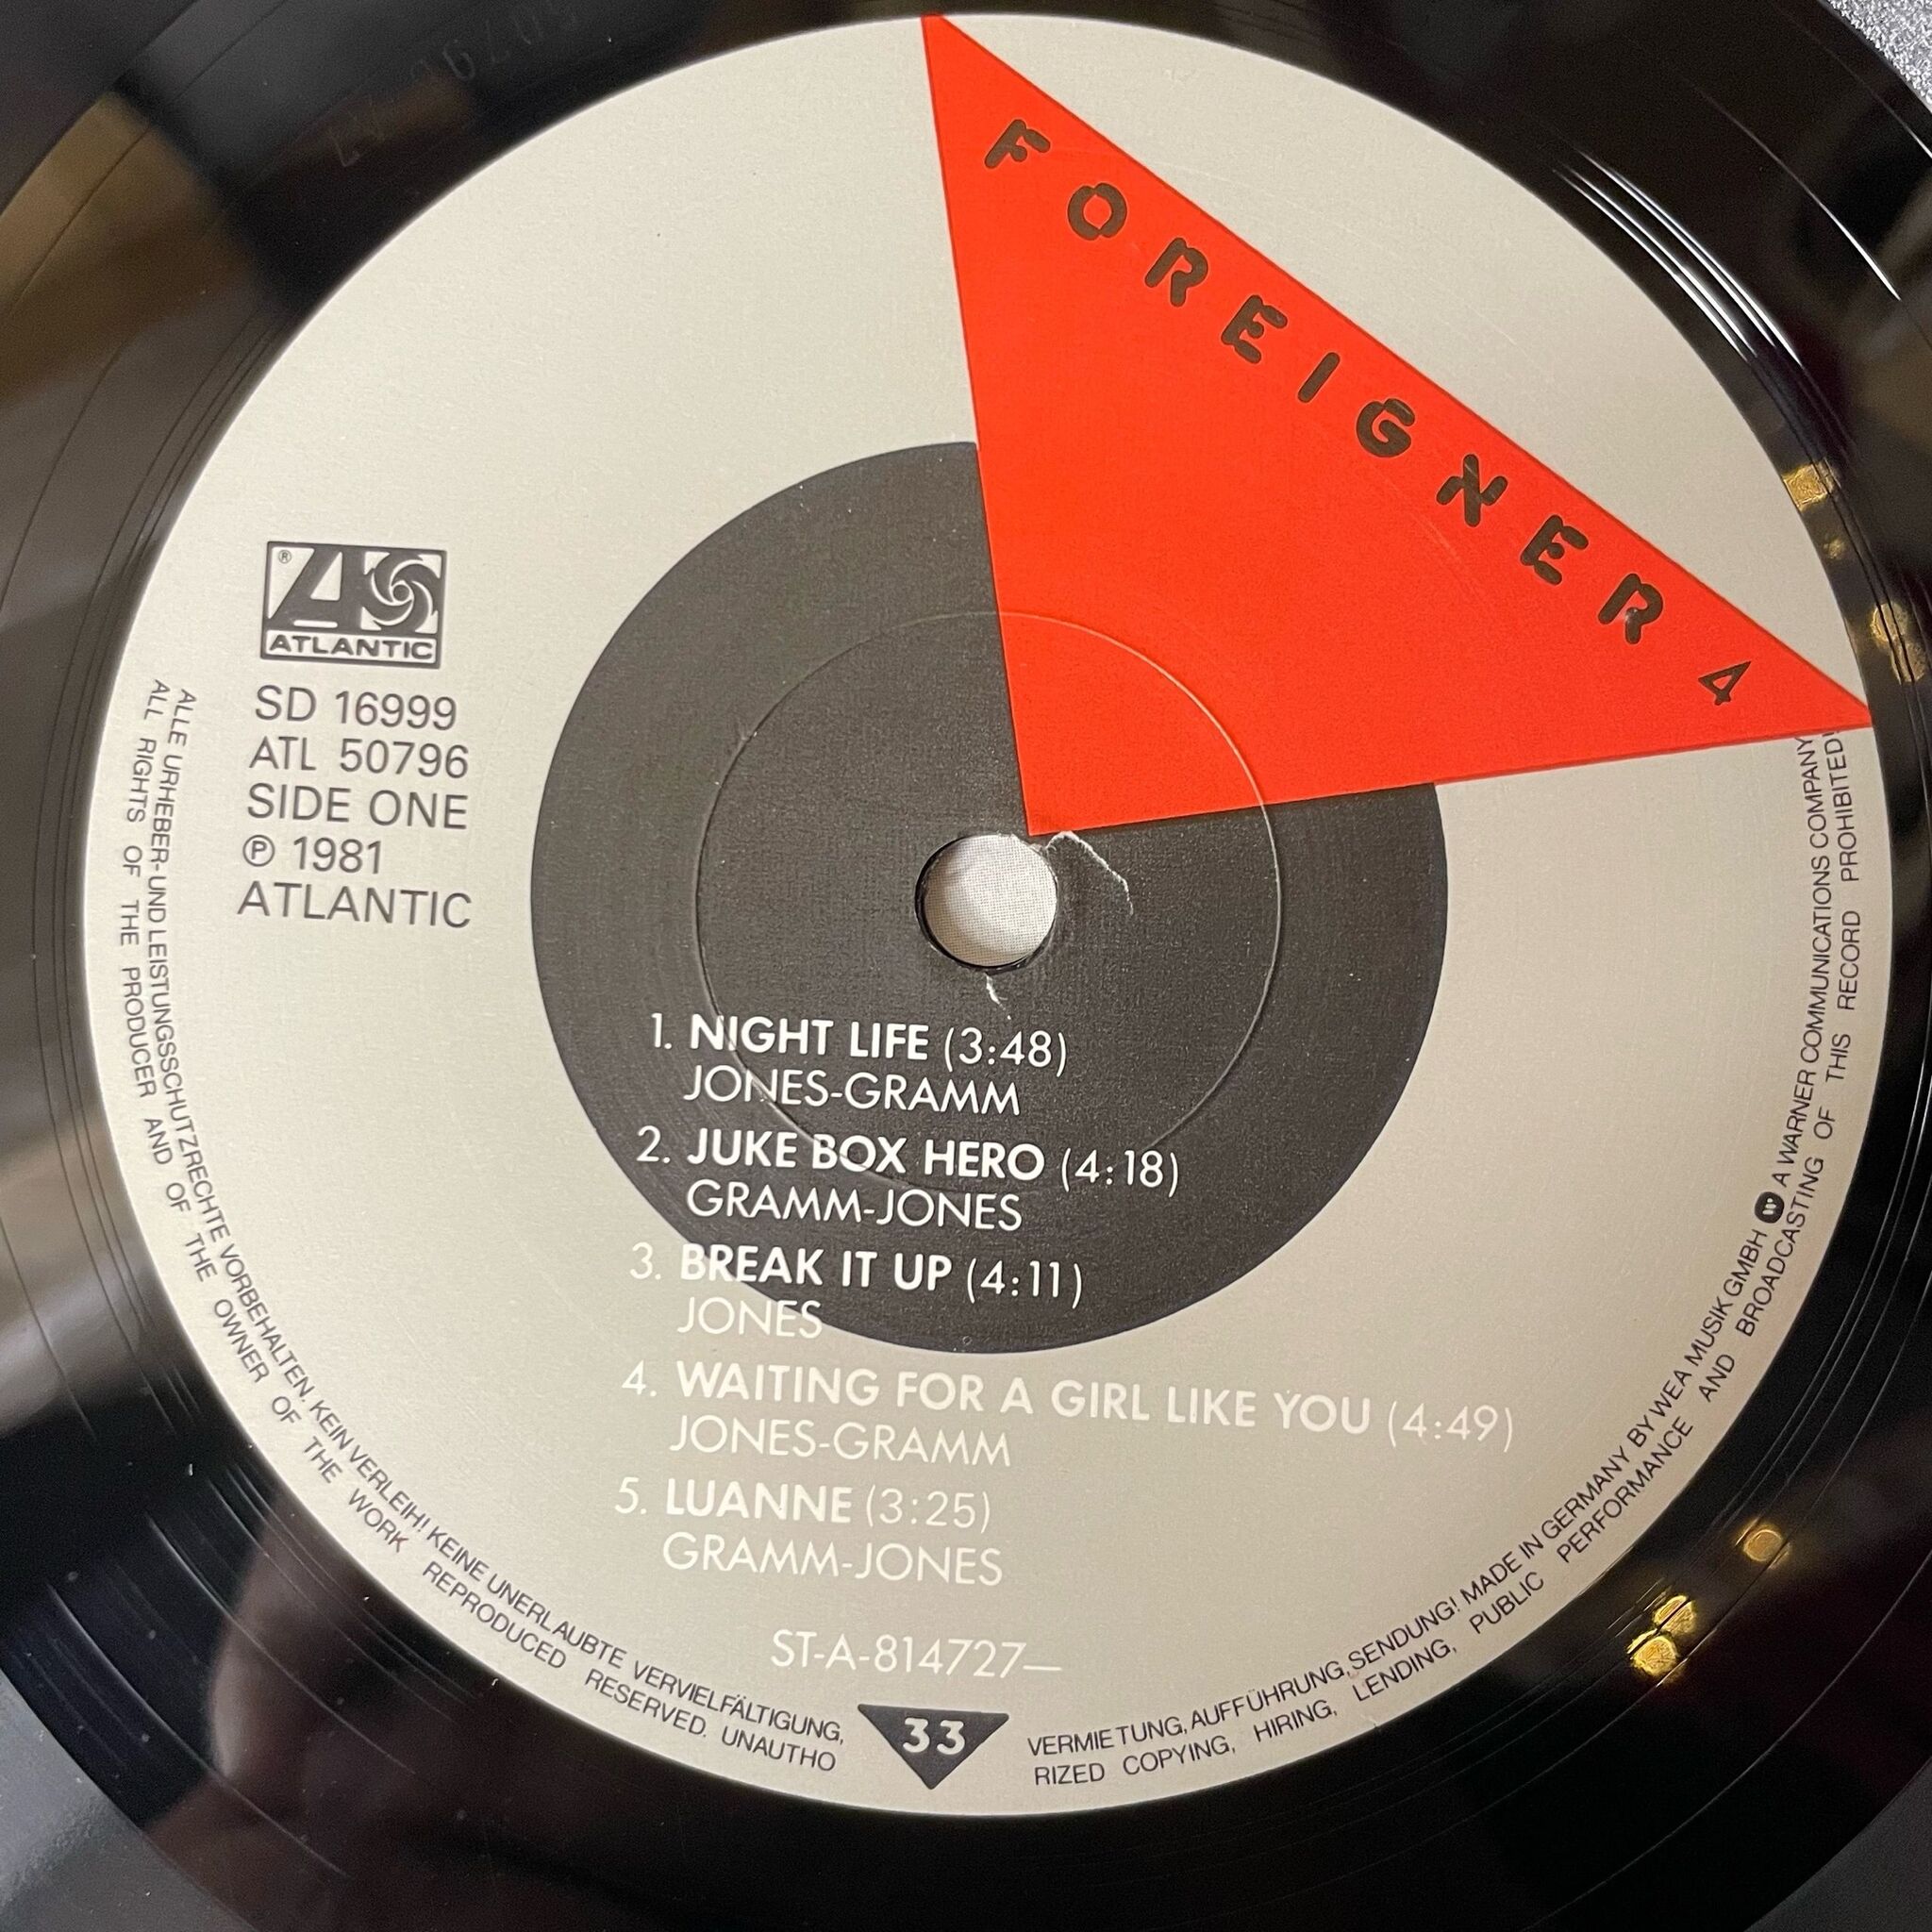 FOREIGNER 4
®
ATLANTIC
SD 16999
ATL 50796
SIDE ONE
℗ 1981
ATLANTIC
1. NIGHT LIFE (3:48)
JONES-GRAMM
2. JUKE BOX HERO (4:18)
GRAMM-JONES
3. BREAK IT UP (4:11)
JONES
4. WAITING FOR A GIRL LIKE YOU (4:49)
JONES-GRAMM
5. LUANNE (3:25)
GRAMM-JONES
ST-A-814727—
33
ALLE URHEBER- UND LEISTUNGSSCHUTZRECHTE VORBEHALTEN. KEIN VERLEIH! KEINE UNERLAUBTE VERVIELFÄLTIGUNG, VERMIETUNG, AUFFÜHRUNG, SENDUNG! MADE IN GERMANY BY WEA MUSIK GMBH W A WARNER COMMUNICATIONS COMPANY
ALL RIGHTS OF THE PRODUCER AND OF THE OWNER OF THE WORK REPRODUCED RESERVED. UNAUTHORIZED COPYING, HIRING, LENDING, PUBLIC PERFORMANCE AND BROADCASTING OF THIS RECORD PROHIBITED!